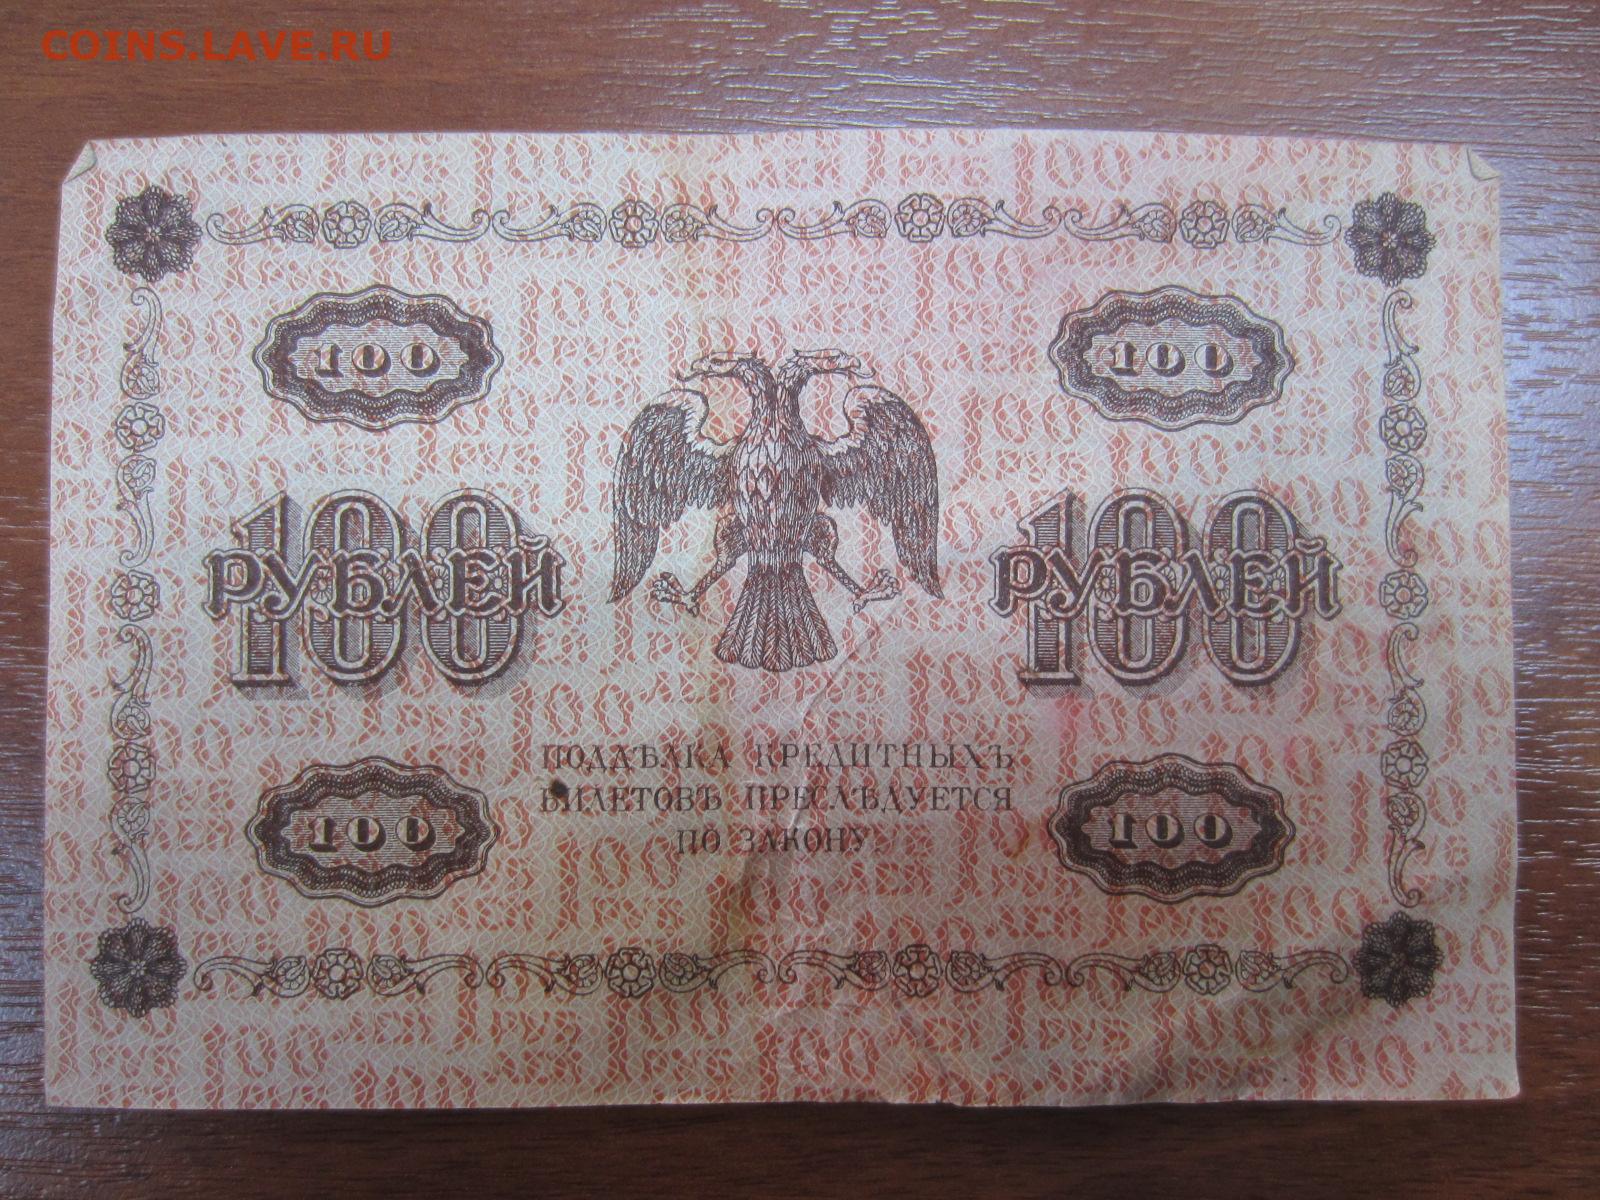 COINS.LAVE.RU
100 100
100 100
РУБЛЕЙ РУБЛЕЙ
ПОДДѢЛКА КРЕДИТНЫХЪ
БИЛЕТОВЪ ПРЕСЛѢДУЕТСЯ
ПО ЗАКОНУ.
100 100